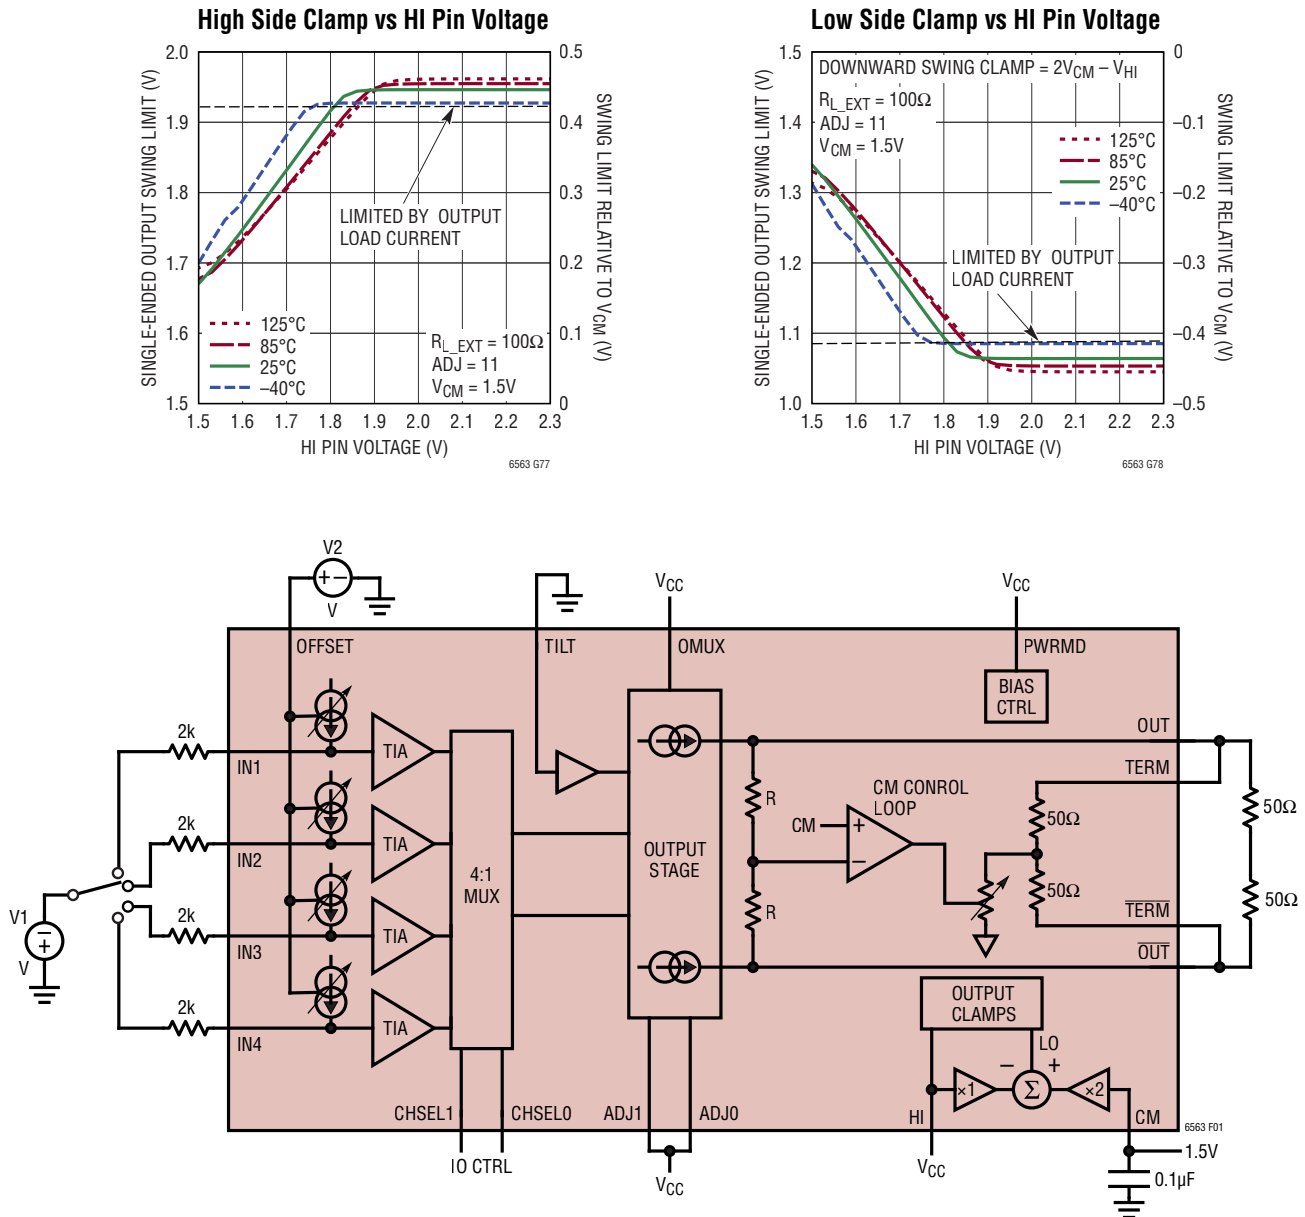 High Side Clamp vs HI Pin Voltage
SINGLE-ENDED OUTPUT SWING LIMIT (V)
2.0
1.9
1.8
1.7
1.6
1.5
0.5
0.4
0.3
0.2
0.1
0
SWING LIMIT RELATIVE TO VCM (V)
LIMITED BY OUTPUT
LOAD CURRENT
125°C
85°C
25°C
–40°C
RL_EXT = 100Ω
ADJ = 11
VCM = 1.5V
1.5 1.6 1.7 1.8 1.9 2.0 2.1 2.2 2.3
HI PIN VOLTAGE (V)
6563 G77
Low Side Clamp vs HI Pin Voltage
SINGLE-ENDED OUTPUT SWING LIMIT (V)
1.5
1.4
1.3
1.2
1.1
1.0
0
–0.1
–0.2
–0.3
–0.4
–0.5
SWING LIMIT RELATIVE TO VCM (V)
DOWNWARD SWING CLAMP = 2VCM – VHI
RL_EXT = 100Ω
ADJ = 11
VCM = 1.5V
125°C
85°C
25°C
–40°C
LIMITED BY OUTPUT
LOAD CURRENT
1.5 1.6 1.7 1.8 1.9 2.0 2.1 2.2 2.3
HI PIN VOLTAGE (V)
6563 G78
V2
+ –
V
VCC
VCC
OFFSET
TILT
OMUX
PWRMD
BIAS
CTRL
2k
IN1
TIA
2k
IN2
TIA
2k
IN3
TIA
2k
IN4
TIA
V1
–
+
V
4:1
MUX
OUTPUT
STAGE
R
R
CM
+
–
CM CONROL
LOOP
50Ω
50Ω
OUT
TERM
TERM
OUT
50Ω
50Ω
OUTPUT
CLAMPS
LO
–
+
×1
Σ
×2
CHSEL1
CHSEL0
ADJ1
ADJ0
HI
CM
6563 F01
IO CTRL
VCC
VCC
1.5V
0.1µF